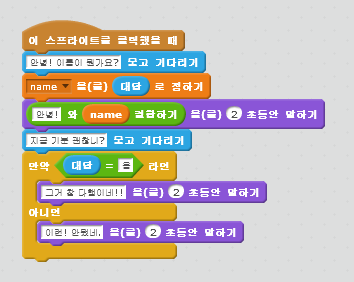 이 스프라이트를 클릭했을 때
안녕! 이름이 뭔가요? 묻고 기다리기
name 을(를) 대답 로 정하기
안녕! 와 name 결합하기 을(를) 2 초동안 말하기
지금 기분 괜찮니? 묻고 기다리기
만약 대답 = 응 라면
그거 참 다행이네!! 을(를) 2 초동안 말하기
아니면
이런! 안됐네. 을(를) 2 초동안 말하기